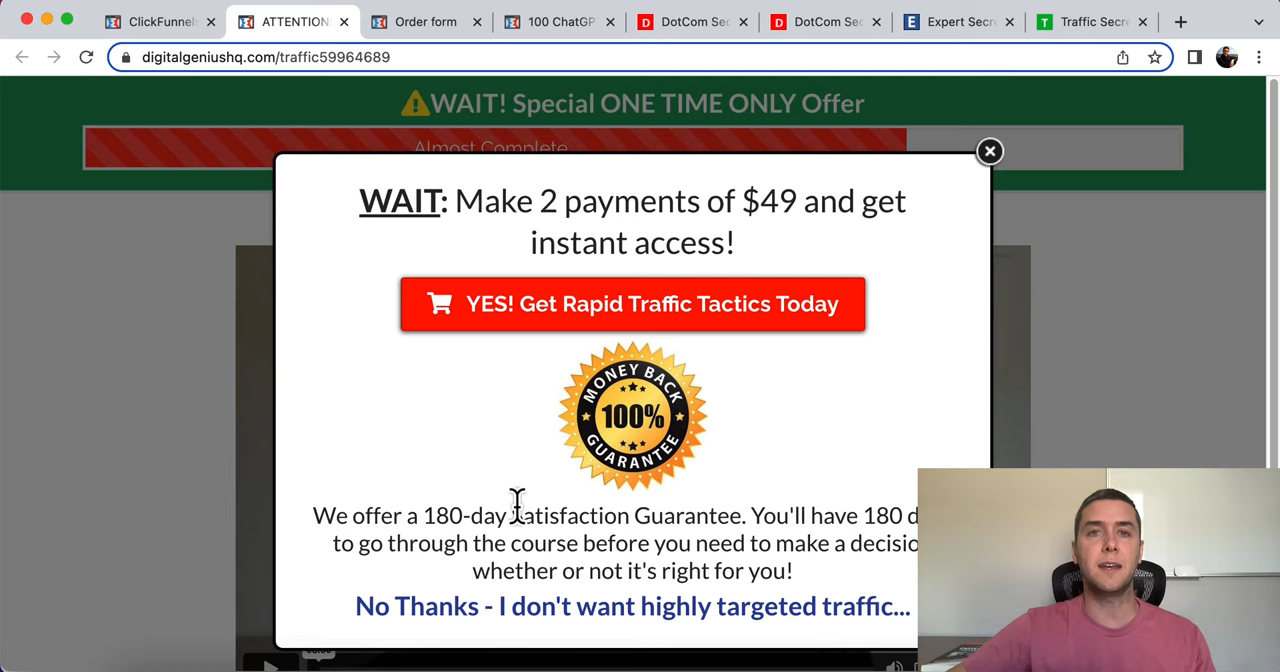 ClickFunnels
ATTENTION
Order form
100 ChatGP
DotCom Sec
DotCom Sec
Expert Secre
Traffic Secre
digitalgeniushq.com/traffic59964689
WAIT! Special ONE TIME ONLY Offer
Almost Complete
WAIT: Make 2 payments of $49 and get
instant access!
YES! Get Rapid Traffic Tactics Today
MONEY BACK
100%
GUARANTEE
We offer a 180-day Satisfaction Guarantee. You'll have 180 d
to go through the course before you need to make a decisio
whether or not it's right for you!
No Thanks - I don't want highly targeted traffic...